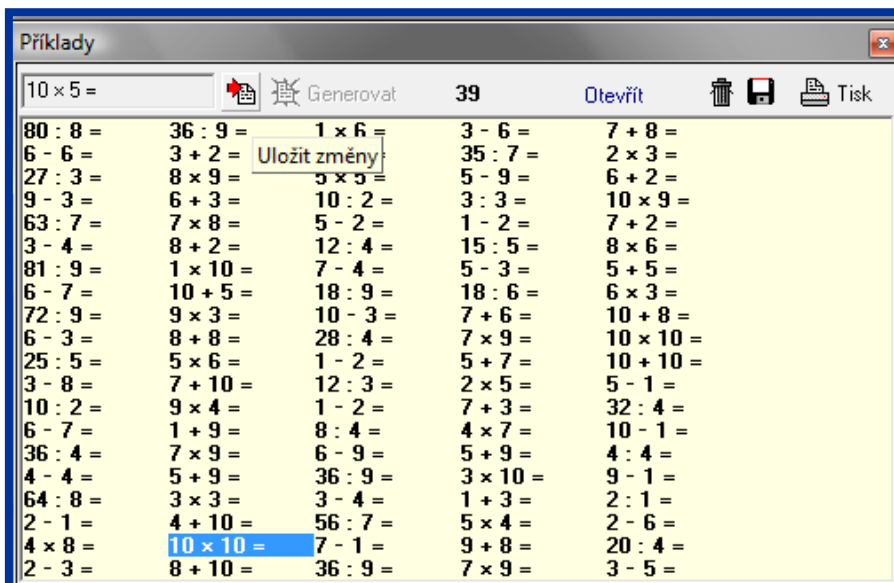 Příklady
10 × 5 = Generovat 39 Otevřít Tisk
80 : 8 = 36 : 9 = 1 × 6 = 3 - 6 = 7 + 8 =
6 - 6 = 3 + 2 = Uložit změny = 35 : 7 = 2 × 3 =
27 : 3 = 8 × 9 = 5 × 5 = 5 - 9 = 6 + 2 =
9 - 3 = 6 + 3 = 10 : 2 = 3 : 3 = 10 × 9 =
63 : 7 = 7 × 8 = 5 - 2 = 1 - 2 = 7 + 2 =
3 - 4 = 8 + 2 = 12 : 4 = 15 : 5 = 8 × 6 =
81 : 9 = 1 × 10 = 7 - 4 = 5 - 3 = 5 + 5 =
6 - 7 = 10 + 5 = 18 : 9 = 18 : 6 = 6 × 3 =
72 : 9 = 9 × 3 = 10 - 3 = 7 + 6 = 10 + 8 =
6 - 3 = 8 + 8 = 28 : 4 = 7 × 9 = 10 × 10 =
25 : 5 = 5 × 6 = 1 - 2 = 5 + 7 = 10 + 10 =
3 - 8 = 7 + 10 = 12 : 3 = 2 × 5 = 5 - 1 =
10 : 2 = 9 × 4 = 1 - 2 = 7 + 3 = 32 : 4 =
6 - 7 = 1 + 9 = 8 : 4 = 4 × 7 = 10 - 1 =
36 : 4 = 7 × 9 = 6 - 9 = 5 + 9 = 4 : 4 =
4 - 4 = 5 + 9 = 36 : 9 = 3 × 10 = 9 - 1 =
64 : 8 = 3 × 3 = 3 - 4 = 1 + 3 = 2 : 1 =
2 - 1 = 4 + 10 = 56 : 7 = 5 × 4 = 2 - 6 =
4 × 8 = 10 × 10 = 7 - 1 = 9 + 8 = 20 : 4 =
2 - 3 = 8 + 10 = 36 : 9 = 7 × 9 = 3 - 5 =